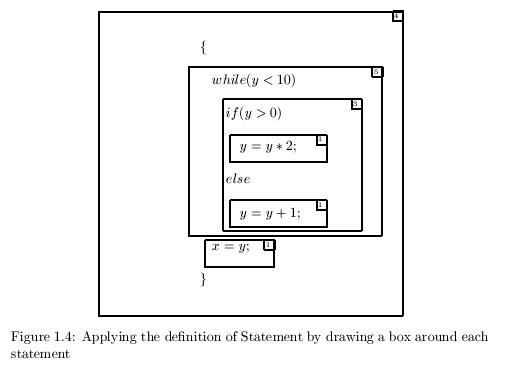 4
{
5
while(y < 10)
3
if(y > 0)
1
y = y ∗ 2;
else
1
y = y + 1;
x = y; 1
}
Figure 1.4: Applying the definition of Statement by drawing a box around each
statement